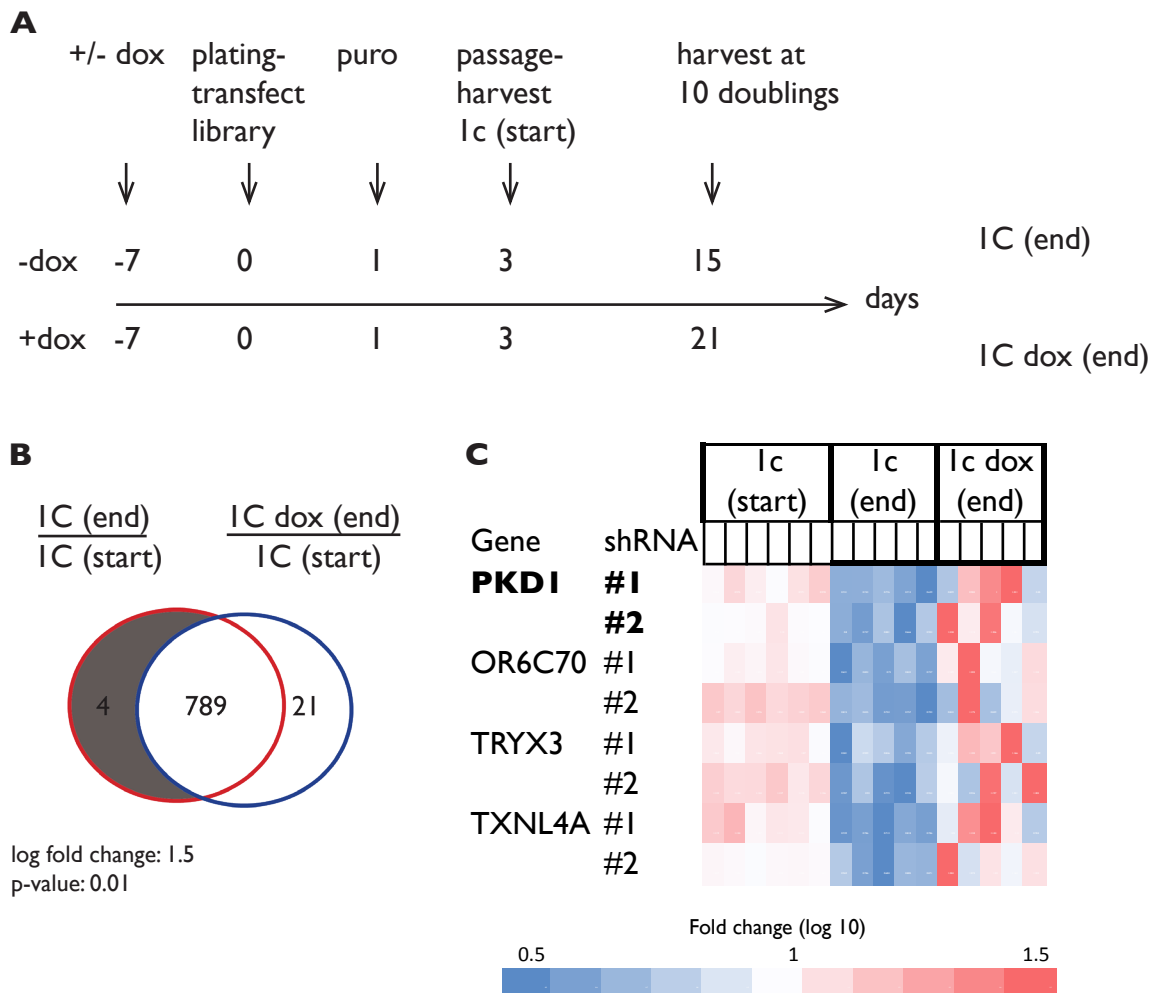 A
+/- dox plating- puro passage- harvest at
transfect harvest 10 doublings
library 1c (start)
-dox -7 0 1 3 15 1C (end)
days
+dox -7 0 1 3 21 1C dox (end)
B
1C (end) 1C dox (end)
1C (start) 1C (start)
4 789 21
log fold change: 1.5
p-value: 0.01
C
1c 1c 1c dox
(start) (end) (end)
Gene shRNA
PKD1 #1
#2
OR6C70 #1
#2
TRYX3 #1
#2
TXNL4A #1
#2
Fold change (log 10)
0.5 1 1.5